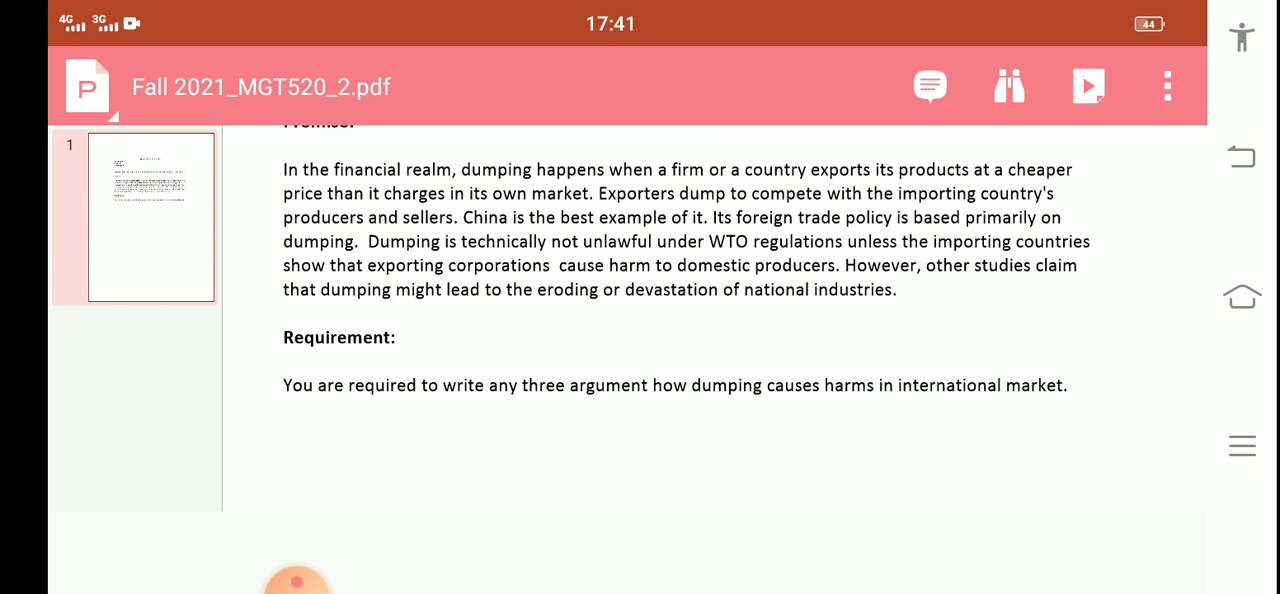 4G 3G 17:41 44
P Fall 2021_MGT520_2.pdf
1
In the financial realm, dumping happens when a firm or a country exports its products at a cheaper
price than it charges in its own market. Exporters dump to compete with the importing country's
producers and sellers. China is the best example of it. Its foreign trade policy is based primarily on
dumping.  Dumping is technically not unlawful under WTO regulations unless the importing countries
show that exporting corporations  cause harm to domestic producers. However, other studies claim
that dumping might lead to the eroding or devastation of national industries.
Requirement:
You are required to write any three argument how dumping causes harms in international market.